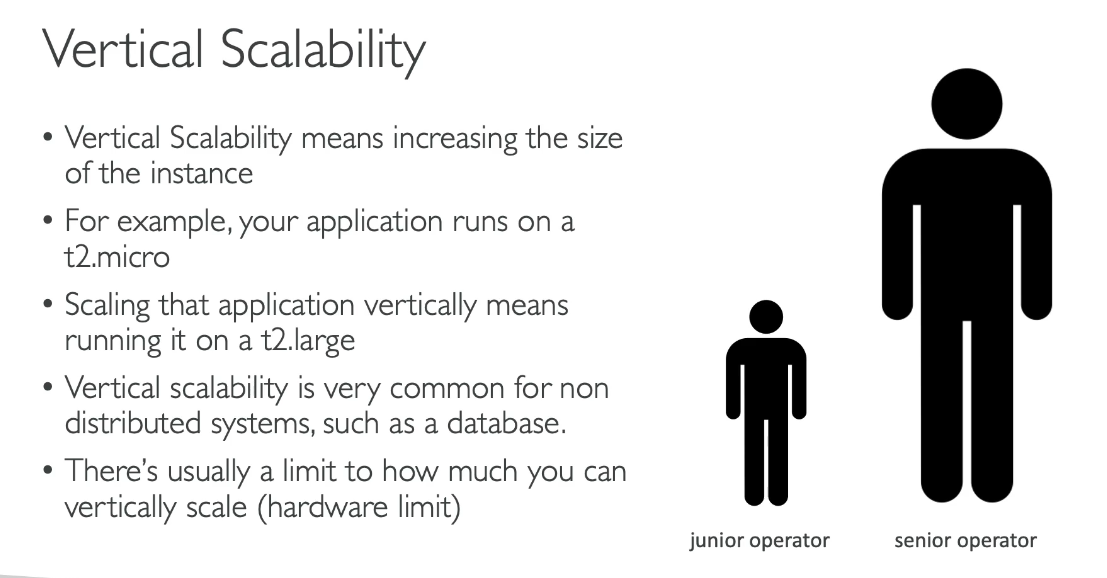 Vertical Scalability
• Vertical Scalability means increasing the size
of the instance
• For example, your application runs on a
t2.micro
• Scaling that application vertically means
running it on a t2.large
• Vertical scalability is very common for non
distributed systems, such as a database.
• There’s usually a limit to how much you can
vertically scale (hardware limit)
junior operator
senior operator